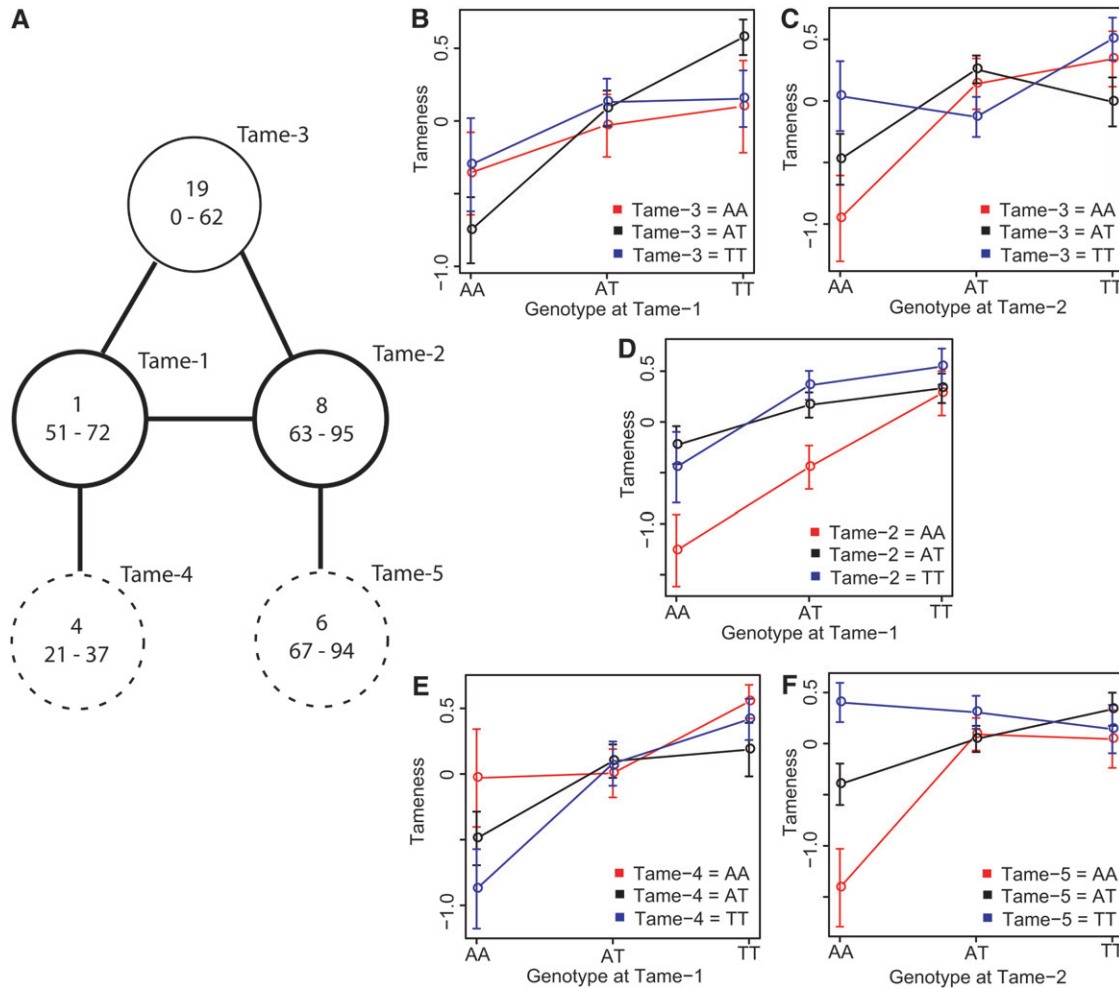 A
Tame-3
19
0 - 62
Tame-1
1
51 - 72
Tame-2
8
63 - 95
Tame-4
4
21 - 37
Tame-5
6
67 - 94
B
Tameness
0.5
0
−1.0
Tame-3 = AA
Tame-3 = AT
Tame-3 = TT
AA AT TT
Genotype at Tame−1
C
Tameness
0.5
0
−1.0
Tame-3 = AA
Tame-3 = AT
Tame-3 = TT
AA AT TT
Genotype at Tame−2
D
Tameness
0.5
0
−1.0
Tame-2 = AA
Tame-2 = AT
Tame-2 = TT
AA AT TT
Genotype at Tame−1
E
Tameness
0.5
0
−1.0
Tame-4 = AA
Tame-4 = AT
Tame-4 = TT
AA AT TT
Genotype at Tame−1
F
Tameness
0.5
0
−1.0
Tame-5 = AA
Tame-5 = AT
Tame-5 = TT
AA AT TT
Genotype at Tame−2